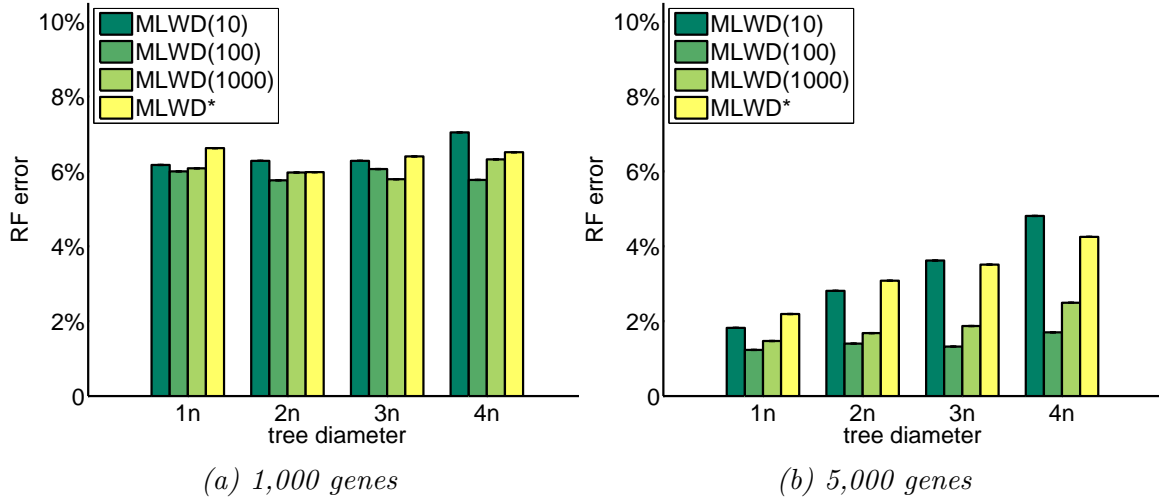 10%
8%
6%
4%
2%
0
RF error
MLWD(10)
MLWD(100)
MLWD(1000)
MLWD*
1n 2n 3n 4n
tree diameter
(a) 1,000 genes
10%
8%
6%
4%
2%
0
RF error
MLWD(10)
MLWD(100)
MLWD(1000)
MLWD*
1n 2n 3n 4n
tree diameter
(b) 5,000 genes